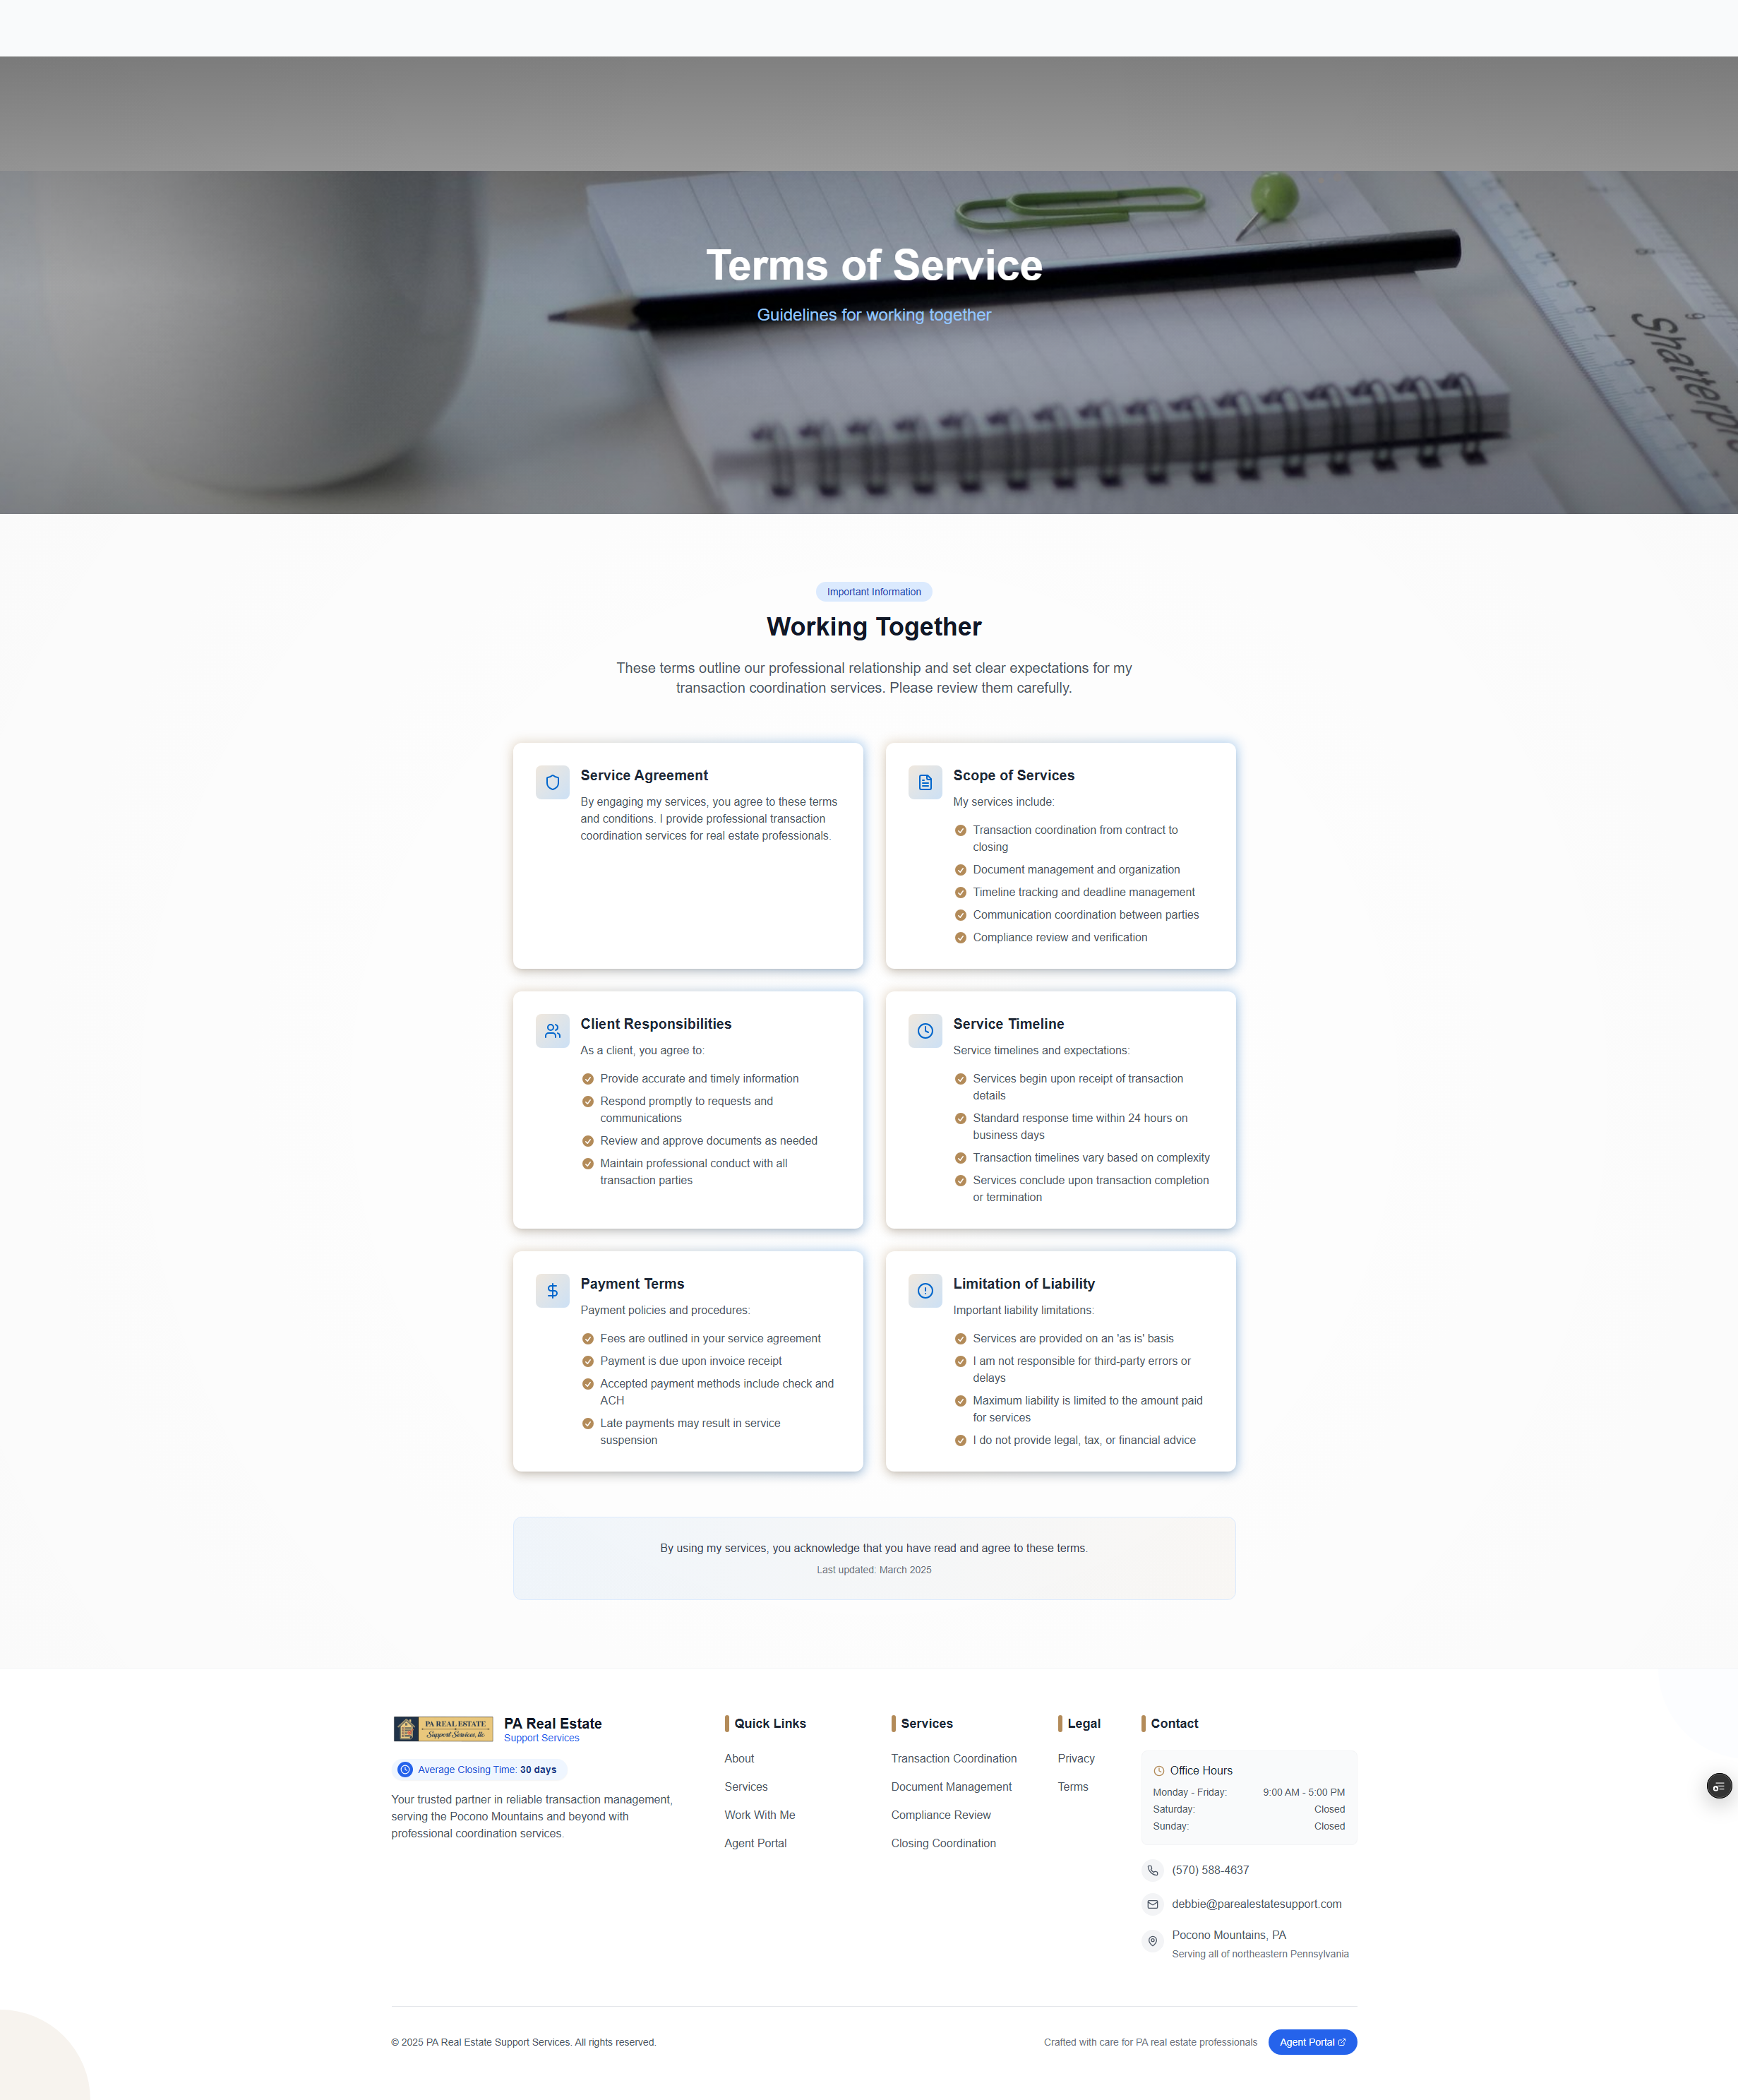 Terms of Service
Guidelines for working together
Shatterpro
Important Information
Working Together
These terms outline our professional relationship and set clear expectations for my
transaction coordination services. Please review them carefully.
Service Agreement
By engaging my services, you agree to these terms
and conditions. I provide professional transaction
coordination services for real estate professionals.
Scope of Services
My services include:
Transaction coordination from contract to
closing
Document management and organization
Timeline tracking and deadline management
Communication coordination between parties
Compliance review and verification
Client Responsibilities
As a client, you agree to:
Provide accurate and timely information
Respond promptly to requests and
communications
Review and approve documents as needed
Maintain professional conduct with all
transaction parties
Service Timeline
Service timelines and expectations:
Services begin upon receipt of transaction
details
Standard response time within 24 hours on
business days
Transaction timelines vary based on complexity
Services conclude upon transaction completion
or termination
Payment Terms
Payment policies and procedures:
Fees are outlined in your service agreement
Payment is due upon invoice receipt
Accepted payment methods include check and
ACH
Late payments may result in service
suspension
Limitation of Liability
Important liability limitations:
Services are provided on an 'as is' basis
I am not responsible for third-party errors or
delays
Maximum liability is limited to the amount paid
for services
I do not provide legal, tax, or financial advice
By using my services, you acknowledge that you have read and agree to these terms.
Last updated: March 2025
PA REAL ESTATE
Support Services, llc
PA Real Estate
Support Services
Average Closing Time: 30 days
Your trusted partner in reliable transaction management,
serving the Pocono Mountains and beyond with
professional coordination services.
Quick Links
About
Services
Work With Me
Agent Portal
Services
Transaction Coordination
Document Management
Compliance Review
Closing Coordination
Legal
Privacy
Terms
Contact
Office Hours
Monday - Friday: 9:00 AM - 5:00 PM
Saturday: Closed
Sunday: Closed
(570) 588-4637
debbie@parealestatesupport.com
Pocono Mountains, PA
Serving all of northeastern Pennsylvania
© 2025 PA Real Estate Support Services. All rights reserved.
Crafted with care for PA real estate professionals
Agent Portal